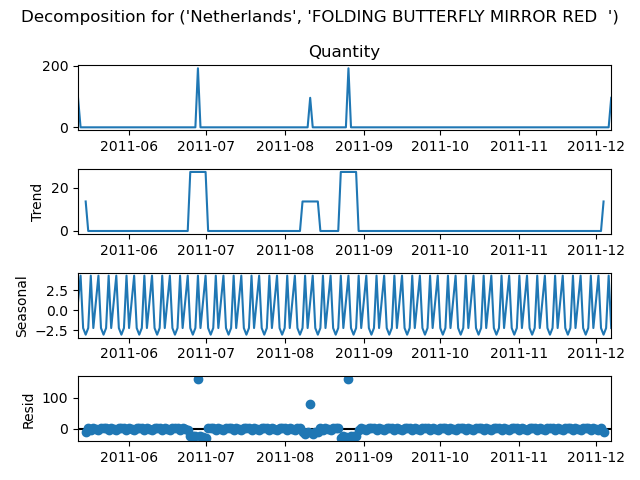 Decomposition for ('Netherlands', 'FOLDING BUTTERFLY MIRROR RED  ')
Quantity
200
0
2011-06 2011-07 2011-08 2011-09 2011-10 2011-11 2011-12
Trend
20
0
2011-06 2011-07 2011-08 2011-09 2011-10 2011-11 2011-12
Seasonal
2.5
0.0
−2.5
2011-06 2011-07 2011-08 2011-09 2011-10 2011-11 2011-12
Resid
100
0
2011-06 2011-07 2011-08 2011-09 2011-10 2011-11 2011-12